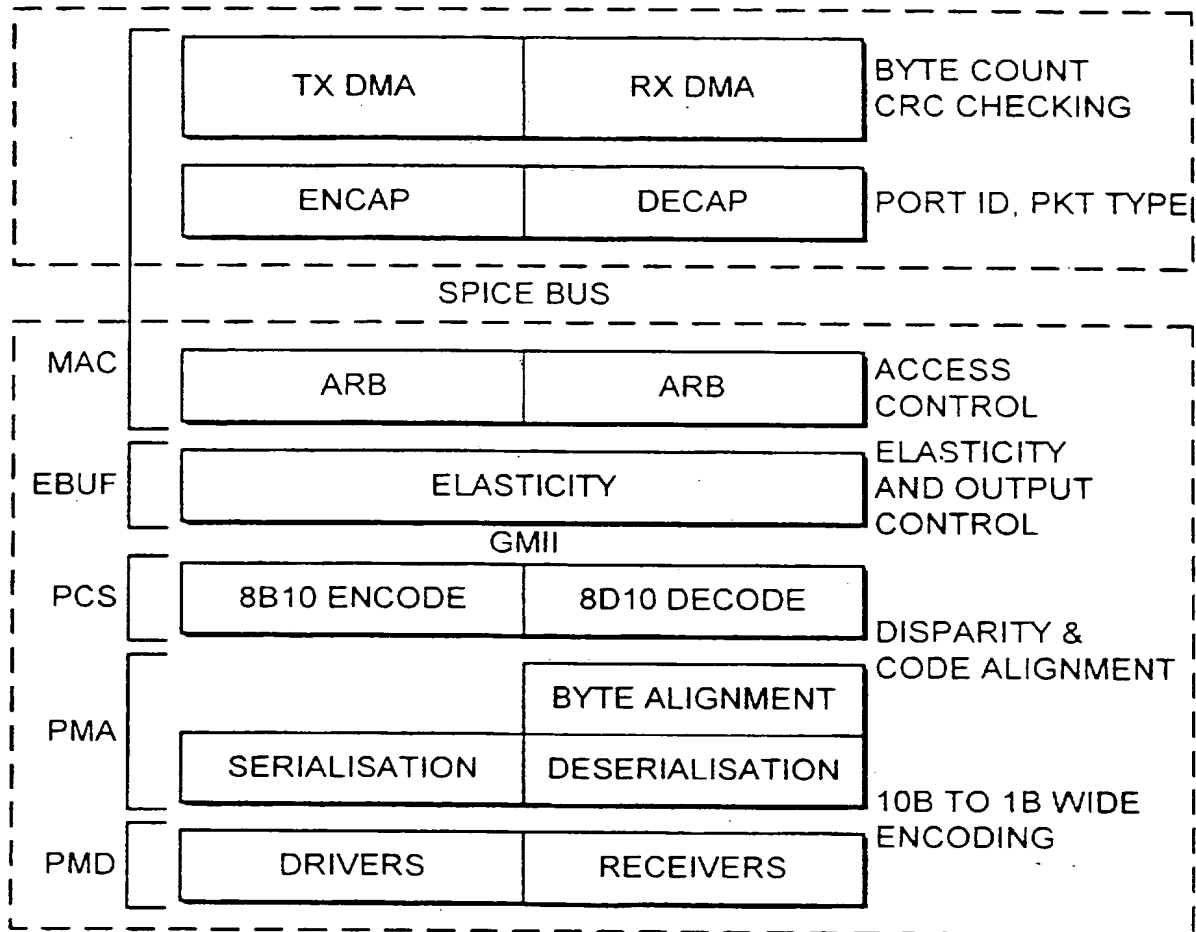 TX DMA
RX DMA
BYTE COUNT
CRC CHECKING
ENCAP
DECAP
PORT ID, PKT TYPE
SPICE BUS
MAC
ARB
ARB
ACCESS
CONTROL
EBUF
ELASTICITY
ELASTICITY
AND OUTPUT
CONTROL
GMII
PCS
8B10 ENCODE
8D10 DECODE
DISPARITY &
CODE ALIGNMENT
PMA
BYTE ALIGNMENT
SERIALISATION
DESERIALISATION
10B TO 1B WIDE
ENCODING
PMD
DRIVERS
RECEIVERS